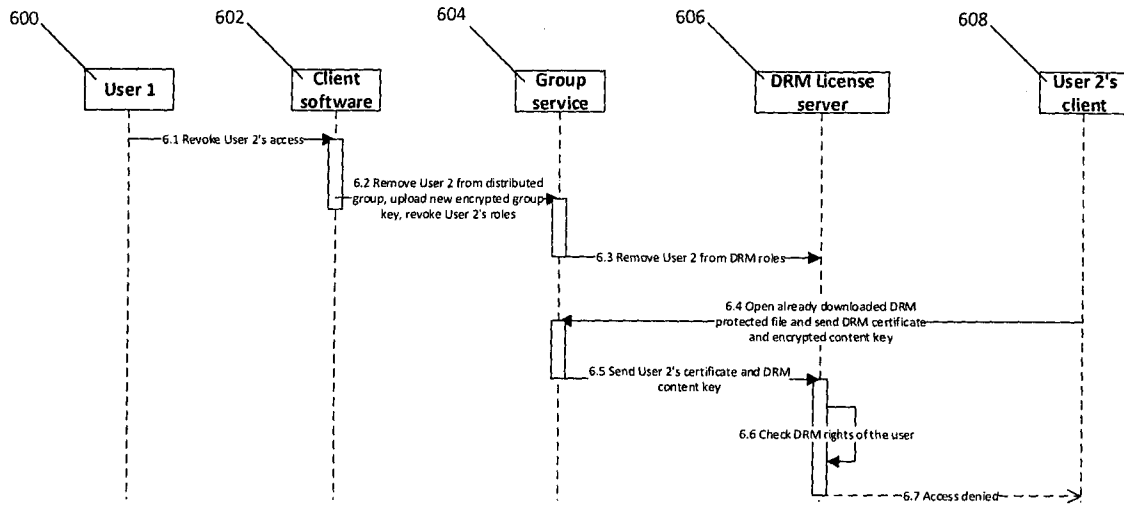 600
602
604
606
608
User 1
Client
software
Group
service
DRM License
server
User 2's
client
6.1 Revoke User 2's access
6.2 Remove User 2 from distributed
group, upload new encrypted group
key, revoke User 2's roles
6.3 Remove User 2 from DRM roles
6.4 Open already downloaded DRM
protected file and send DRM certificate
and encrypted content key
6.5 Send User 2's certificate and DRM
content key
6.6 Check DRM rights of the user
6.7 Access denied